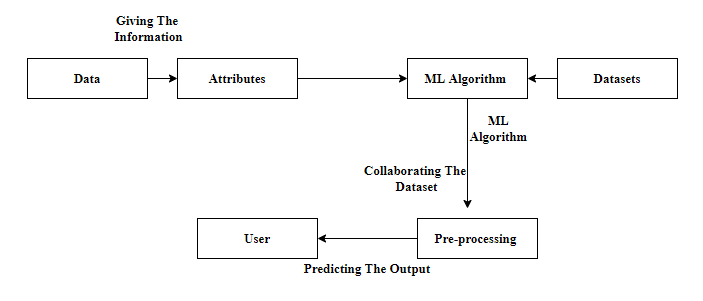 Giving The
Information
Data
Attributes
ML Algorithm
Datasets
ML
Algorithm
Collaborating The
Dataset
User
Pre-processing
Predicting The Output